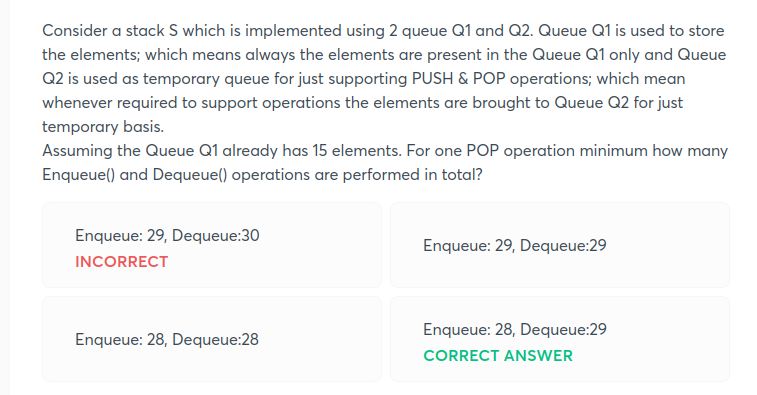 Consider a stack S which is implemented using 2 queue Q1 and Q2. Queue Q1 is used to store
the elements; which means always the elements are present in the Queue Q1 only and Queue
Q2 is used as temporary queue for just supporting PUSH & POP operations; which mean
whenever required to support operations the elements are brought to Queue Q2 for just
temporary basis.
Assuming the Queue Q1 already has 15 elements. For one POP operation minimum how many
Enqueue() and Dequeue() operations are performed in total?
Enqueue: 29, Dequeue:30
INCORRECT
Enqueue: 29, Dequeue:29
Enqueue: 28, Dequeue:28
Enqueue: 28, Dequeue:29
CORRECT ANSWER